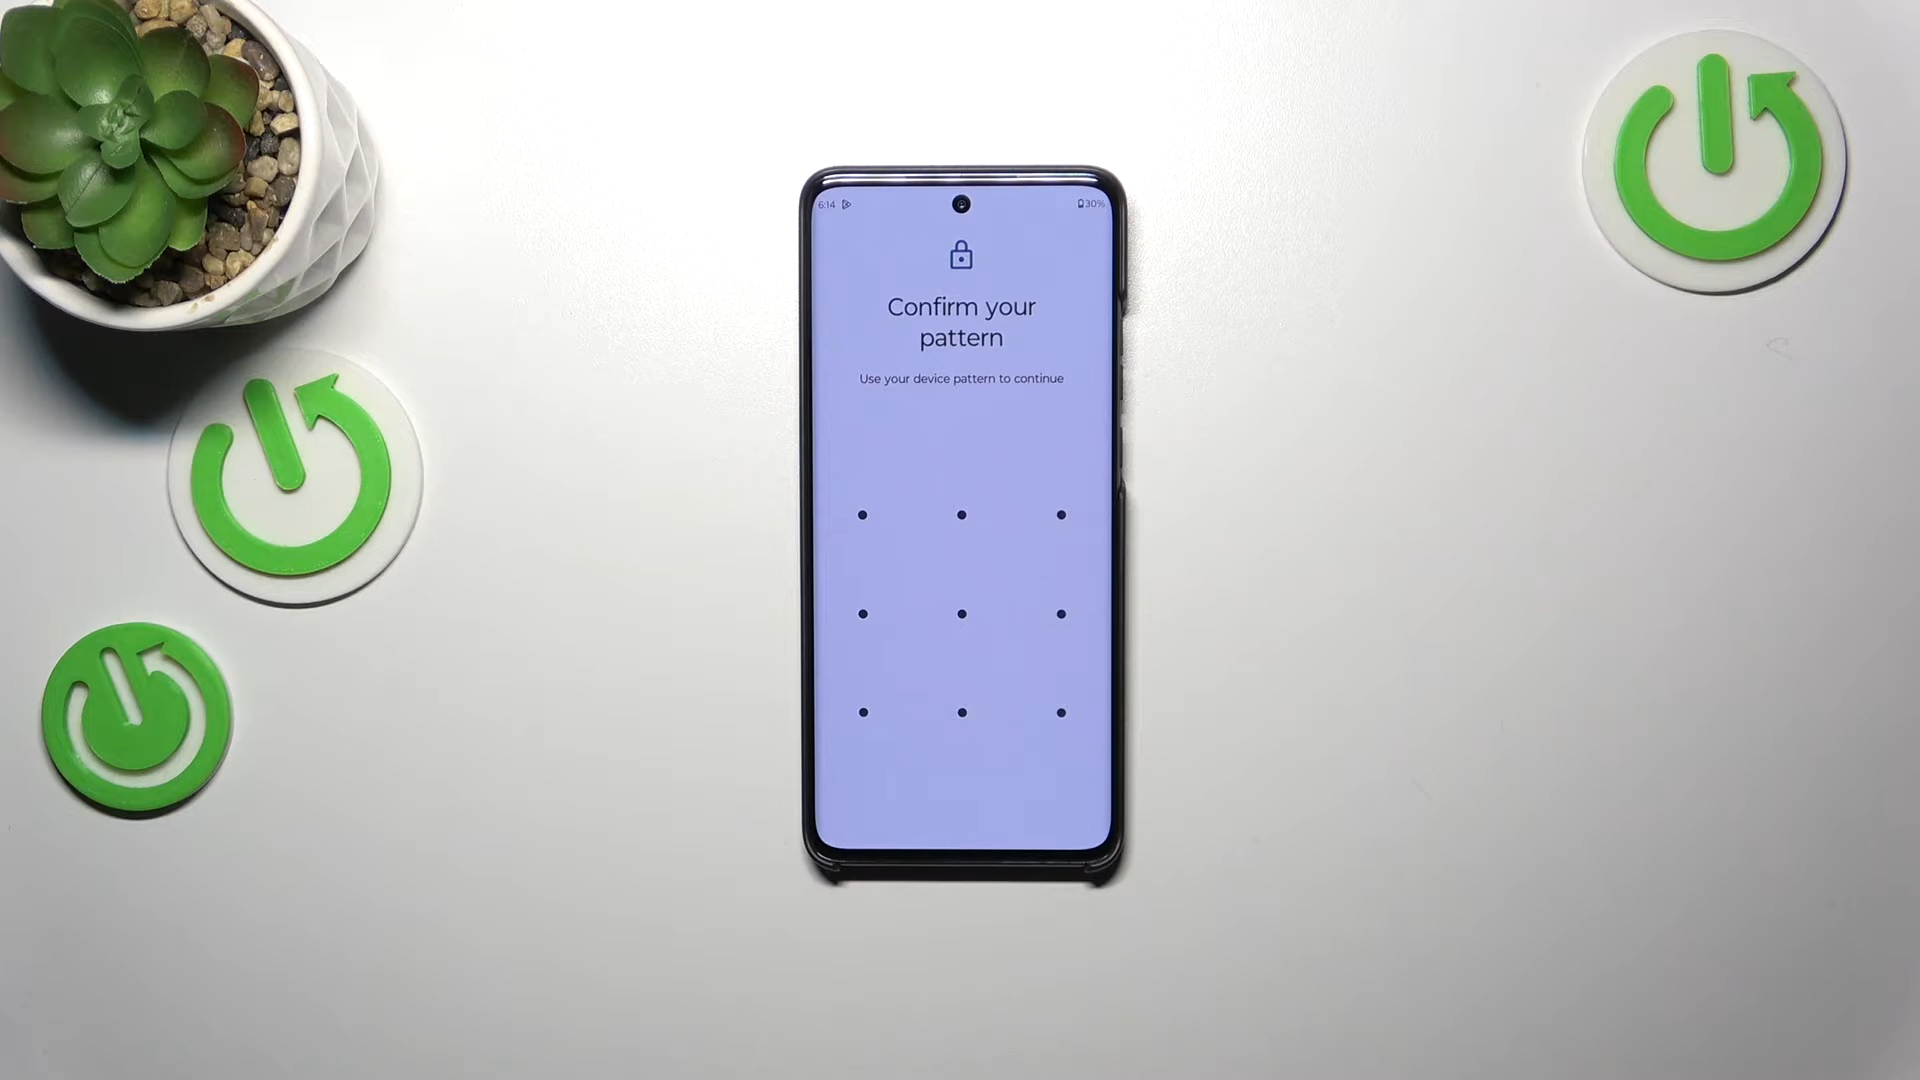 6:14
30%
Confirm your
pattern
Use your device pattern to continue